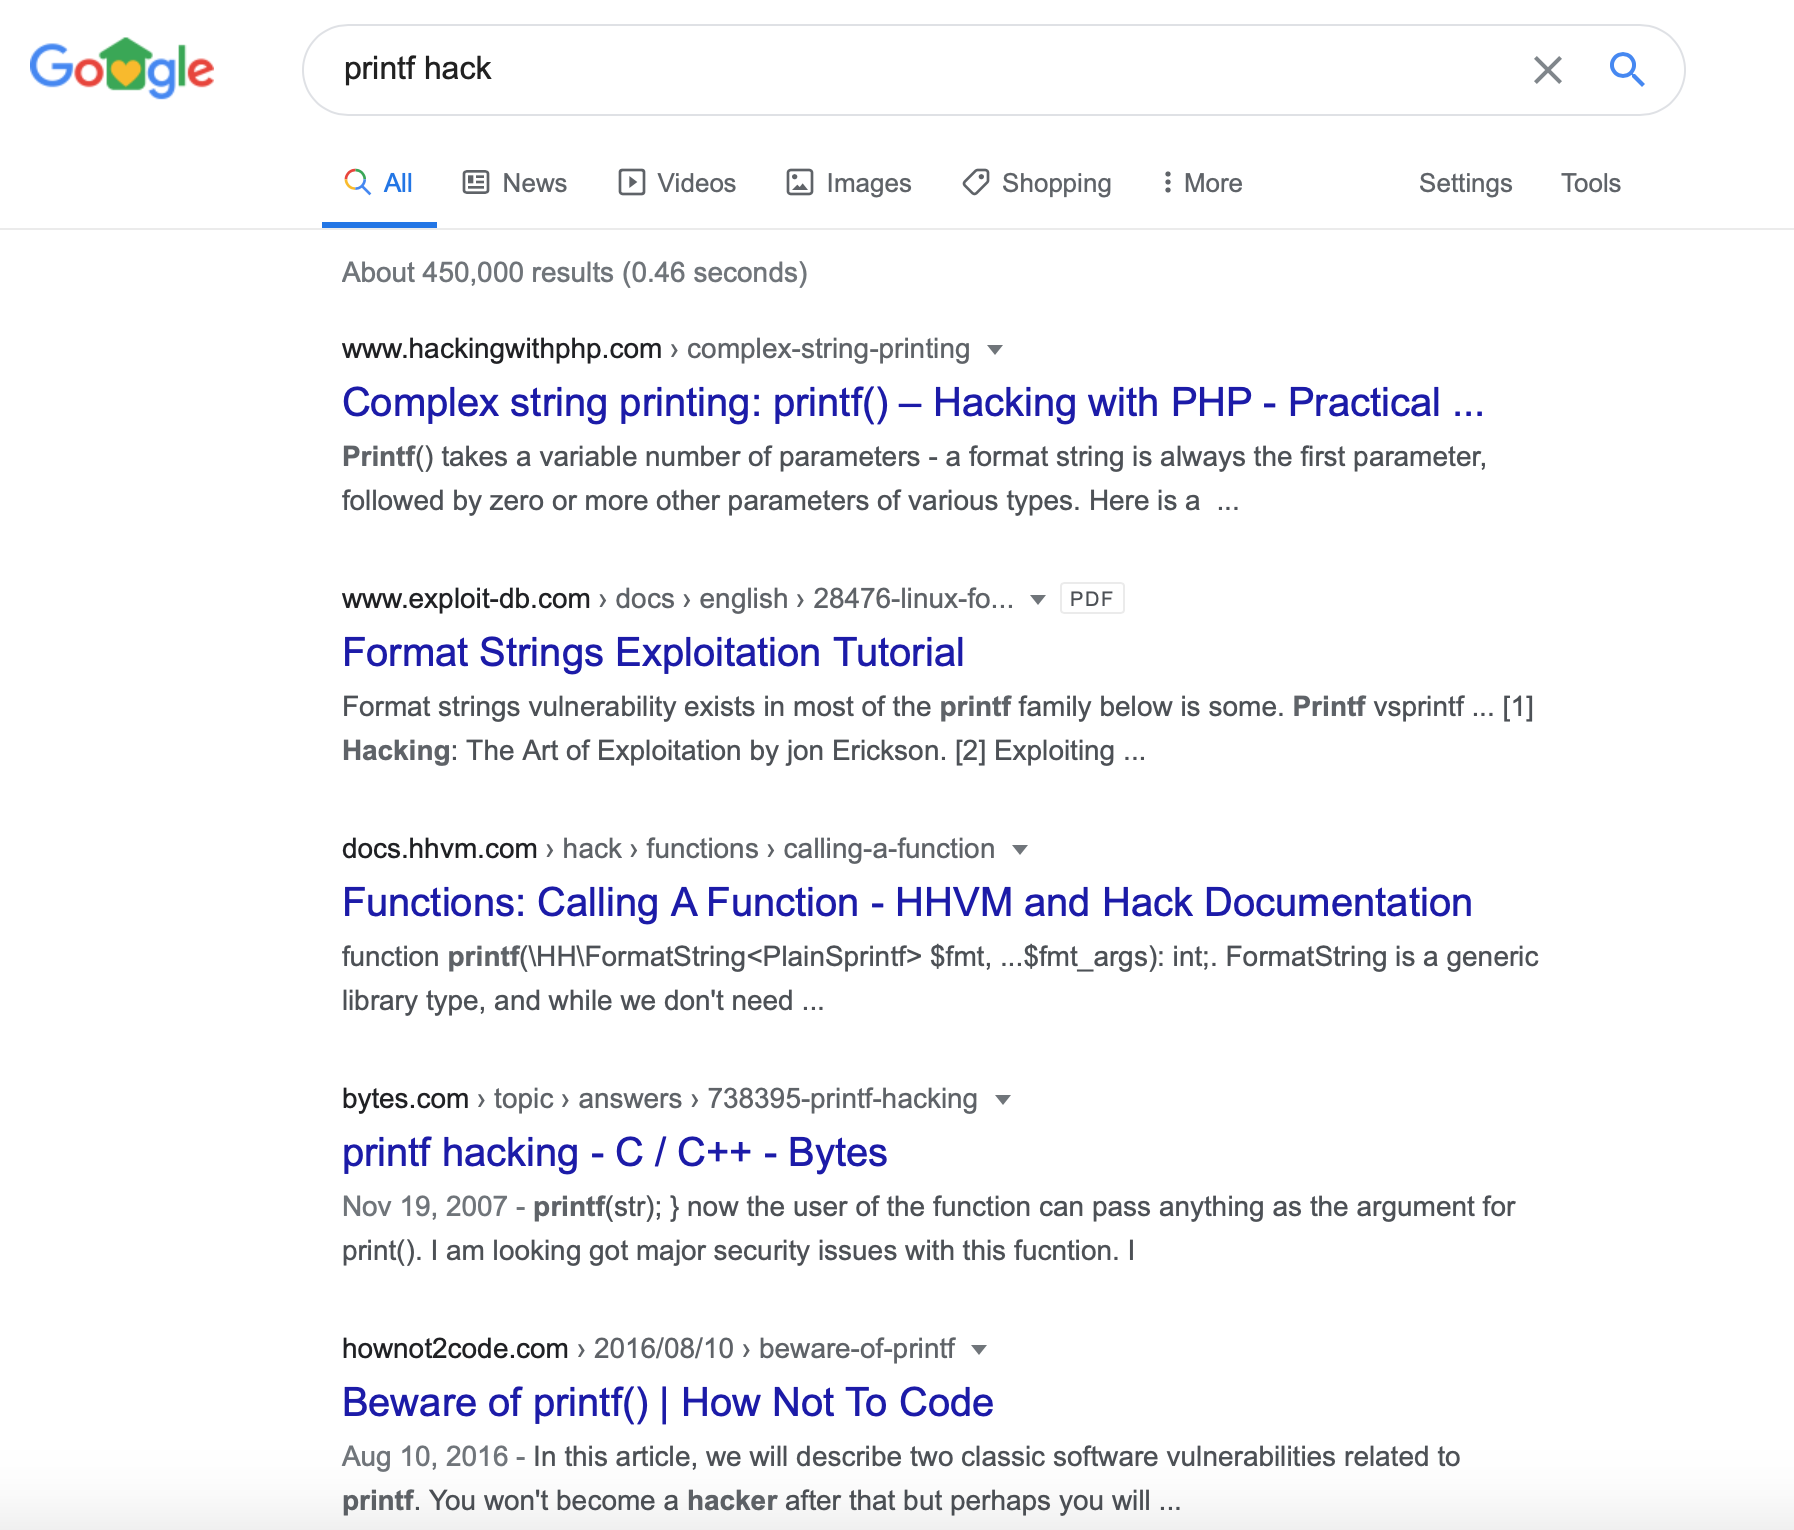 Google
printf hack
All News Videos Images Shopping More Settings Tools
About 450,000 results (0.46 seconds)
www.hackingwithphp.com › complex-string-printing
Complex string printing: printf() – Hacking with PHP - Practical ...
Printf() takes a variable number of parameters - a format string is always the first parameter,
followed by zero or more other parameters of various types. Here is a ...
www.exploit-db.com › docs › english › 28476-linux-fo... PDF
Format Strings Exploitation Tutorial
Format strings vulnerability exists in most of the printf family below is some. Printf vsprintf ... [1]
Hacking: The Art of Exploitation by jon Erickson. [2] Exploiting ...
docs.hhvm.com › hack › functions › calling-a-function
Functions: Calling A Function - HHVM and Hack Documentation
function printf(\HH\FormatString<PlainSprintf> $fmt, ...$fmt_args): int;. FormatString is a generic
library type, and while we don't need ...
bytes.com › topic › answers › 738395-printf-hacking
printf hacking - C / C++ - Bytes
Nov 19, 2007 - printf(str); } now the user of the function can pass anything as the argument for
print(). I am looking got major security issues with this fucntion. I
hownot2code.com › 2016/08/10 › beware-of-printf
Beware of printf() | How Not To Code
Aug 10, 2016 - In this article, we will describe two classic software vulnerabilities related to
printf. You won't become a hacker after that but perhaps you will ...